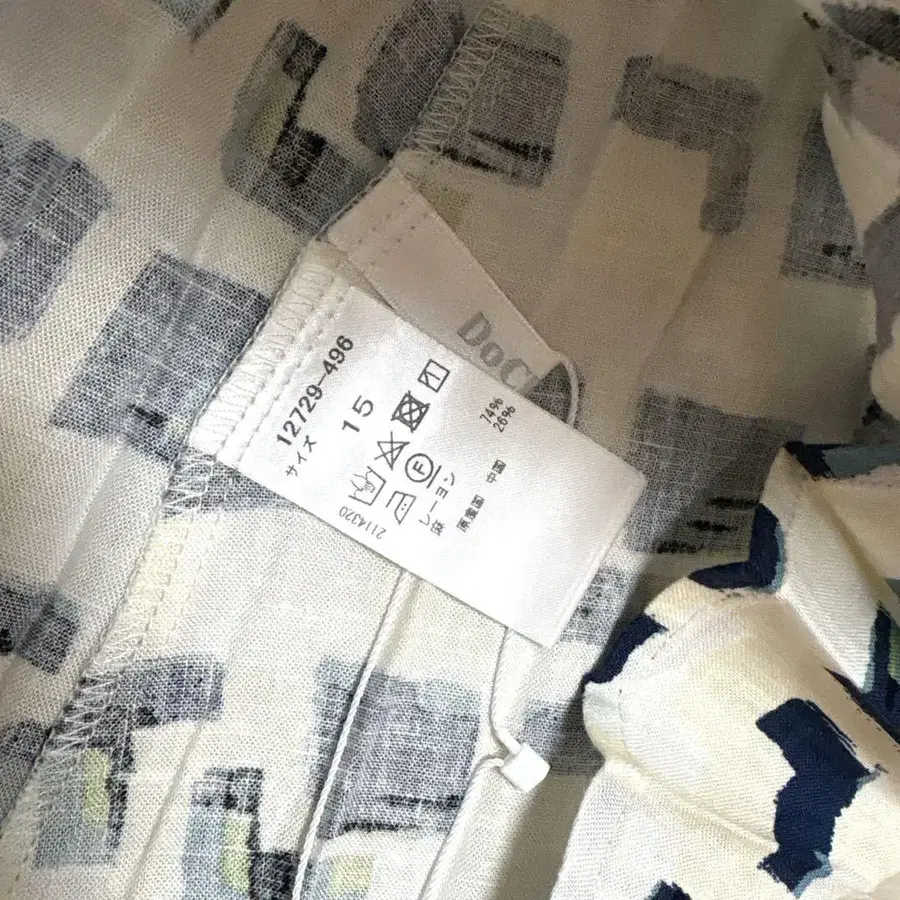 DOC
12729-496
サイズ 15
2114320
レーヨン 74%
麻 26%
原産国 中国